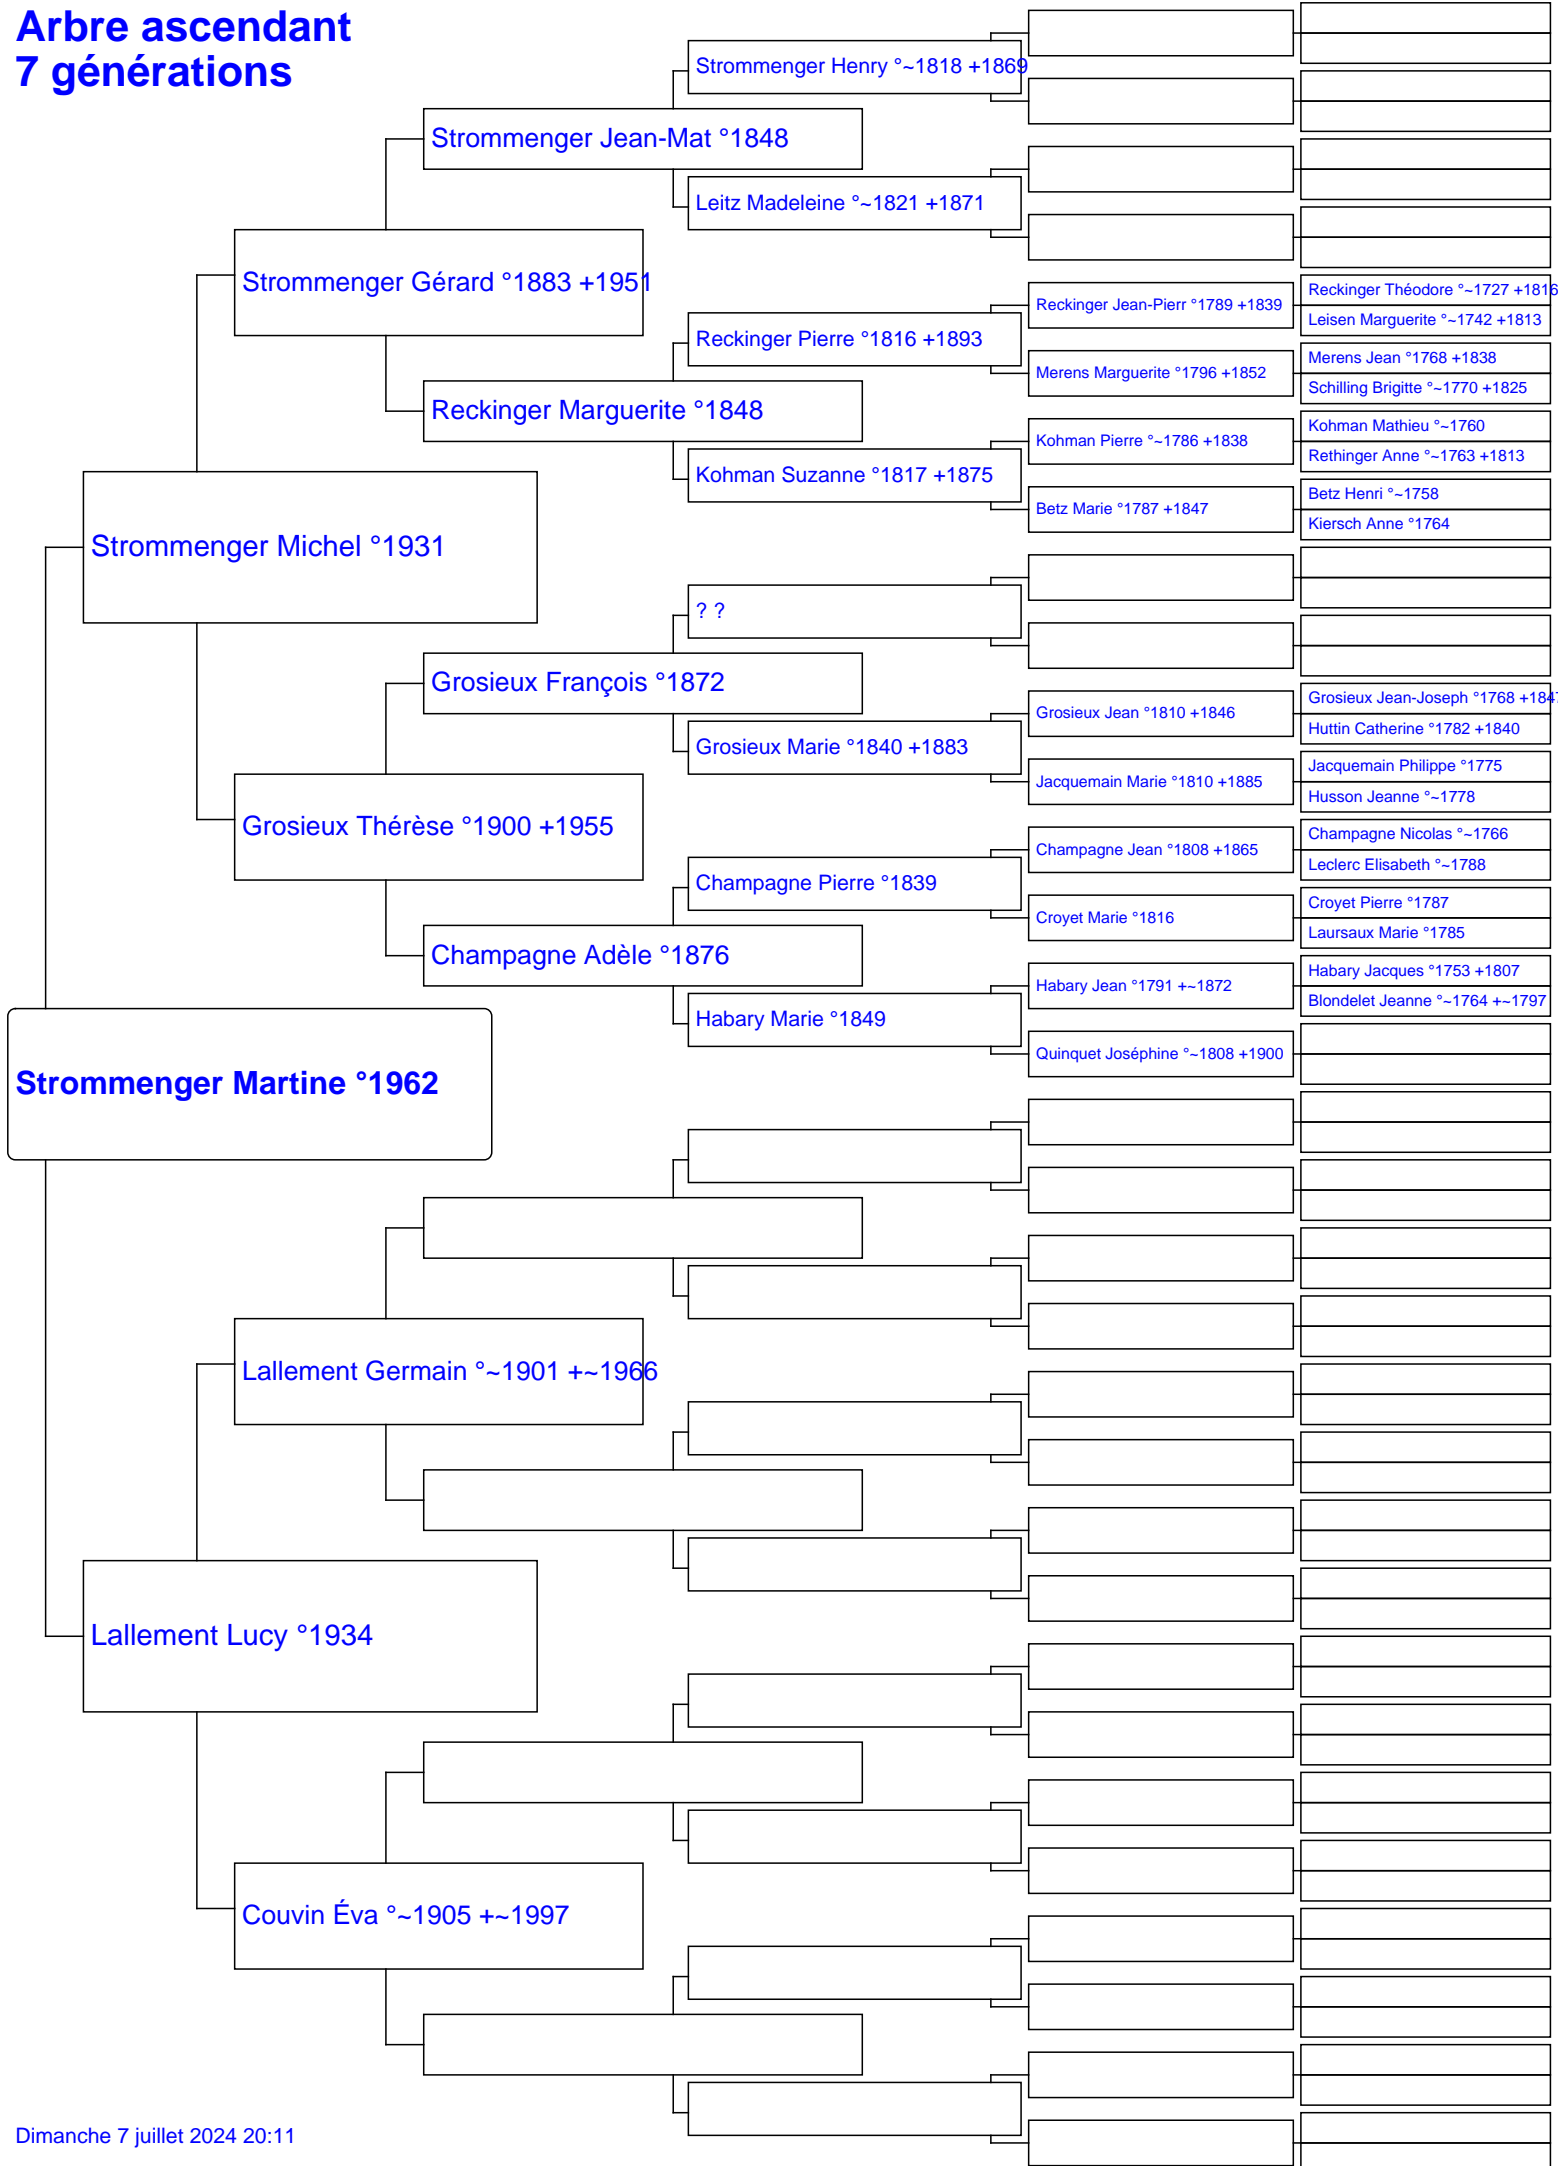 Arbre ascendant
7 générations
Strommenger Henry °~1818 +1869
Strommenger Jean-Mat °1848
Leitz Madeleine °~1821 +1871
Strommenger Gérard °1883 +1951
Reckinger Théodore °~1727 +1816
Reckinger Jean-Pierr °1789 +1839
Leisen Marguerite °~1742 +1813
Reckinger Pierre °1816 +1893
Merens Jean °1768 +1838
Merens Marguerite °1796 +1852
Schilling Brigitte °~1770 +1825
Reckinger Marguerite °1848
Kohman Mathieu °~1760
Kohman Pierre °~1786 +1838
Rethinger Anne °~1763 +1813
Kohman Suzanne °1817 +1875
Betz Henri °~1758
Betz Marie °1787 +1847
Kiersch Anne °1764
Strommenger Michel °1931
? ?
Grosieux François °1872
Grosieux Jean-Joseph °1768 +184
Grosieux Jean °1810 +1846
Huttin Catherine °1782 +1840
Grosieux Marie °1840 +1883
Jacquemain Philippe °1775
Jacquemain Marie °1810 +1885
Husson Jeanne °~1778
Grosieux Thérèse °1900 +1955
Champagne Nicolas °~1766
Champagne Jean °1808 +1865
Leclerc Elisabeth °~1788
Champagne Pierre °1839
Croyet Pierre °1787
Croyet Marie °1816
Laursaux Marie °1785
Champagne Adèle °1876
Habary Jacques °1753 +1807
Habary Jean °1791 +~1872
Blondelet Jeanne °~1764 +~1797
Habary Marie °1849
Quinquet Joséphine °~1808 +1900
Strommenger Martine °1962
Lallement Germain °~1901 +~1966
Lallement Lucy °1934
Couvin Éva °~1905 +~1997
Dimanche 7 juillet 2024 20:11